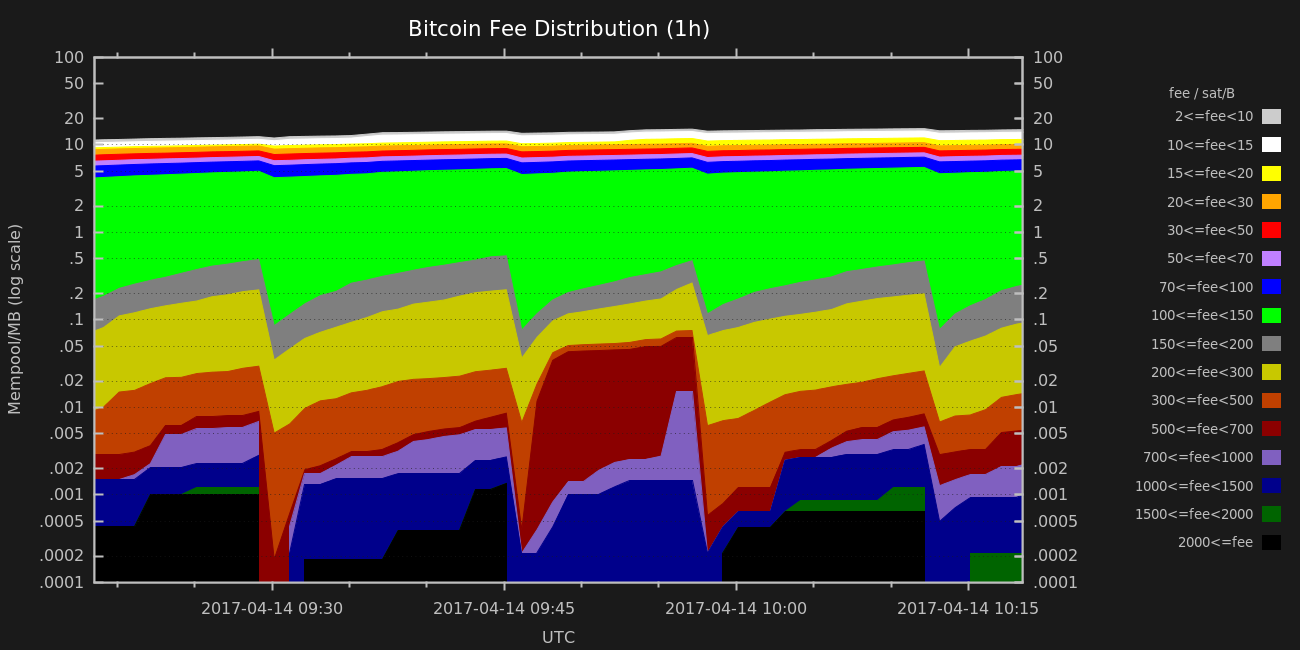 Bitcoin Fee Distribution (1h)
100 100
50 50
20 20
10 10
5 5
2 2
1 1
.5 .5
.2 .2
.1 .1
.05 .05
.02 .02
.01 .01
.005 .005
.002 .002
.001 .001
.0005 .0005
.0002 .0002
.0001 .0001
Mempool/MB (log scale)
2017-04-14 09:30 2017-04-14 09:45 2017-04-14 10:00 2017-04-14 10:15
UTC
fee / sat/B
2<=fee<10
10<=fee<15
15<=fee<20
20<=fee<30
30<=fee<50
50<=fee<70
70<=fee<100
100<=fee<150
150<=fee<200
200<=fee<300
300<=fee<500
500<=fee<700
700<=fee<1000
1000<=fee<1500
1500<=fee<2000
2000<=fee